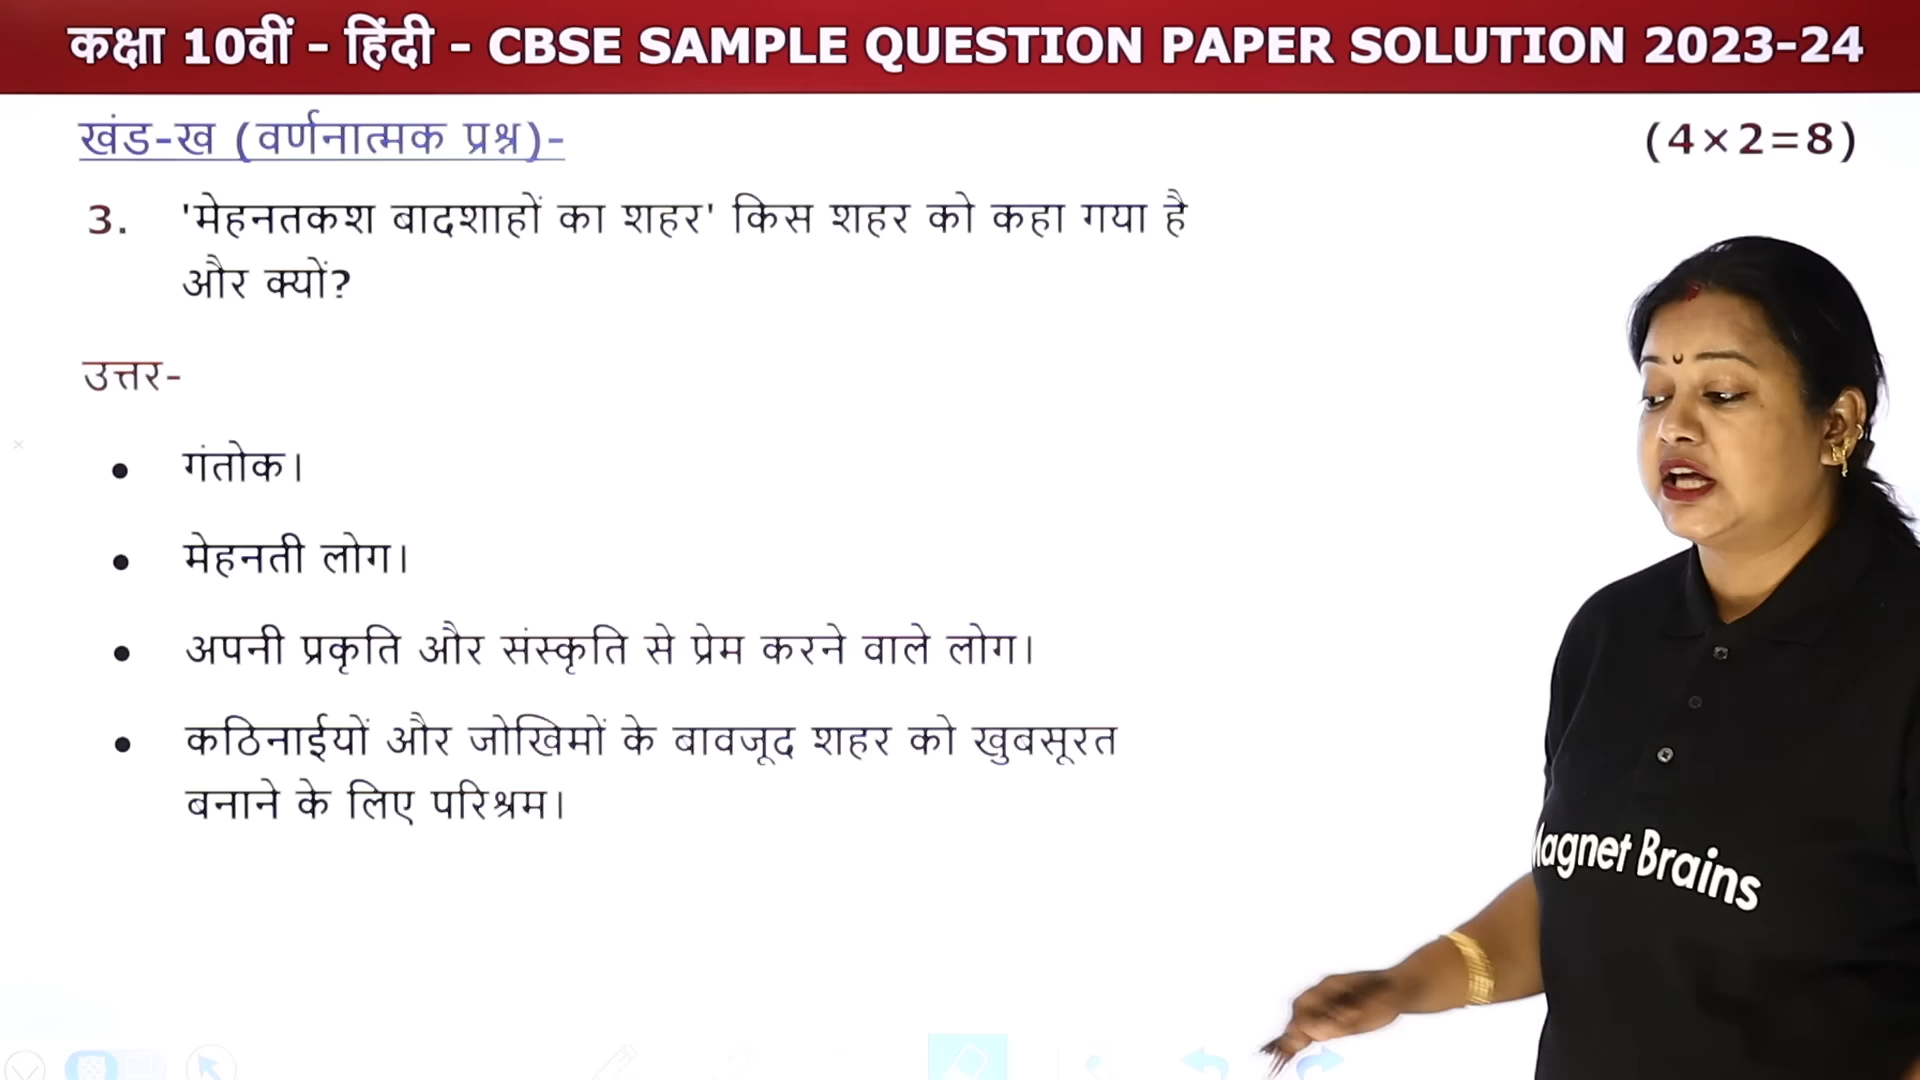 कक्षा 10वीं - हिंदी - CBSE SAMPLE QUESTION PAPER SOLUTION 2023-24
खंड-ख (वर्णनात्मक प्रश्न)-
(4×2=8)
3. 'मेहनतकश बादशाहों का शहर' किस शहर को कहा गया है
और क्यों?
उत्तर-
• गंतोक।
• मेहनती लोग।
• अपनी प्रकृति और संस्कृति से प्रेम करने वाले लोग।
• कठिनाईयों और जोखिमों के बावजूद शहर को खुबसूरत
बनाने के लिए परिश्रम।
Magnet Brains